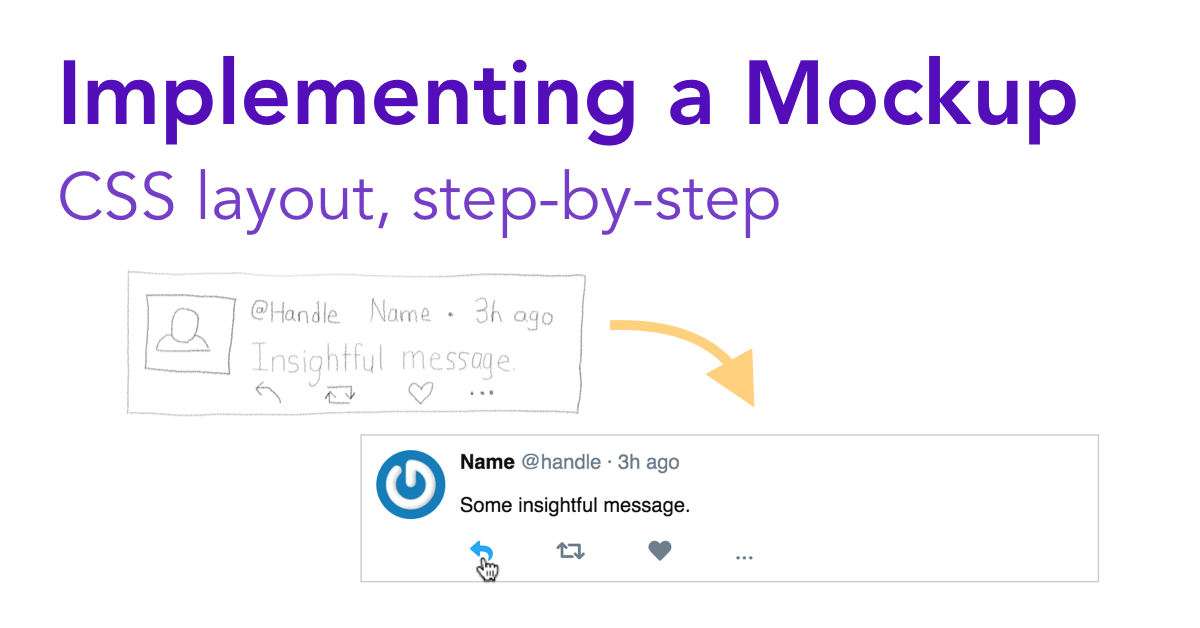 Implementing a Mockup
CSS layout, step-by-step
@Handle Name · 3h ago
Insightful message.
...
Name @handle · 3h ago
Some insightful message.
...